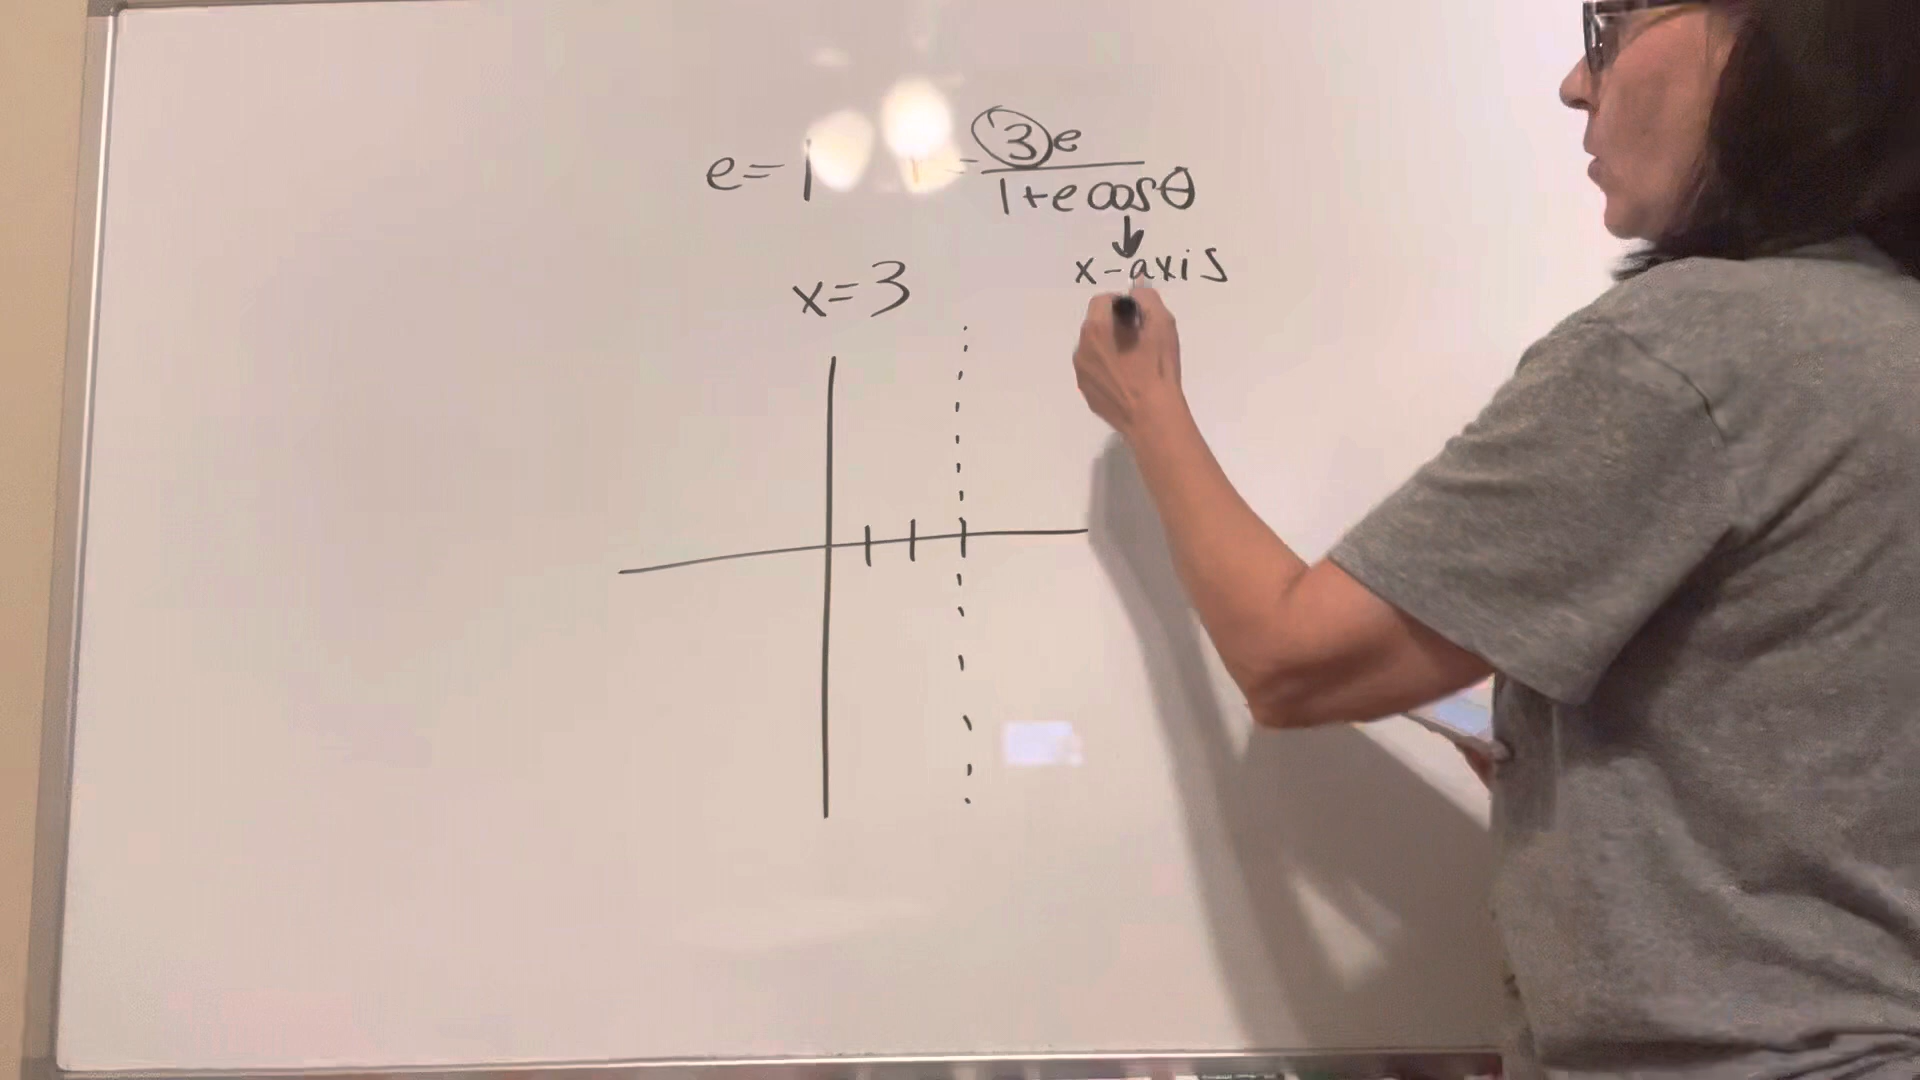 e=1 = 3e
1+e cosθ
x-axis
x=3